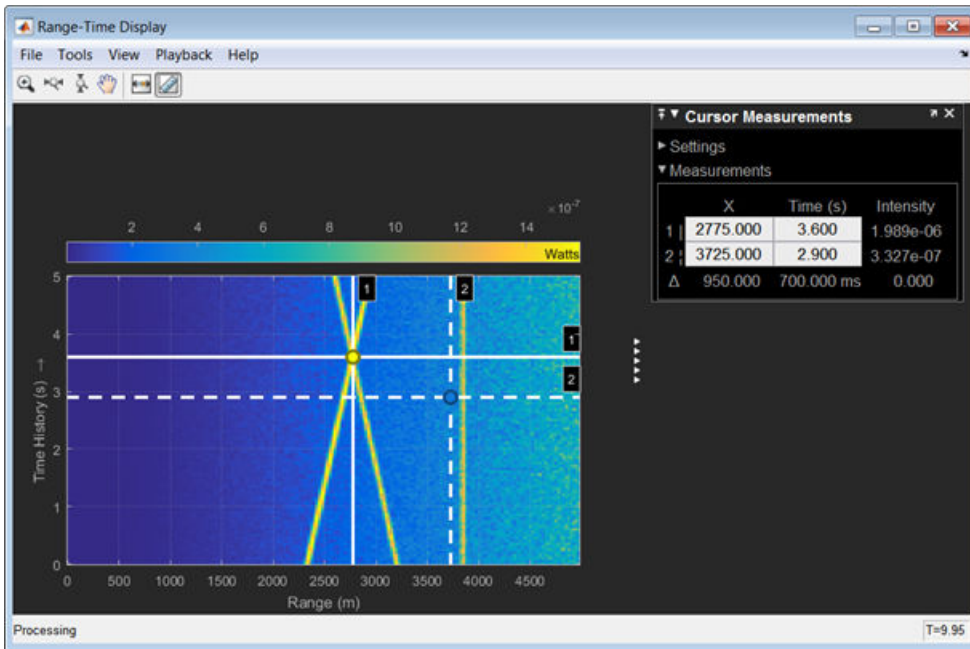 Range-Time Display
File Tools View Playback Help
Cursor Measurements
Settings
Measurements
X Time (s) Intensity
1 | 2775.000 3.600 1.989e-06
2 ¦ 3725.000 2.900 3.327e-07
Δ 950.000 700.000 ms 0.000
× 10⁻⁷
2 4 6 8 10 12 14
Watts
5
4
3
2
1
0
1 2
1
2
Time History (s) →
0 500 1000 1500 2000 2500 3000 3500 4000 4500
Range (m)
Processing T=9.95